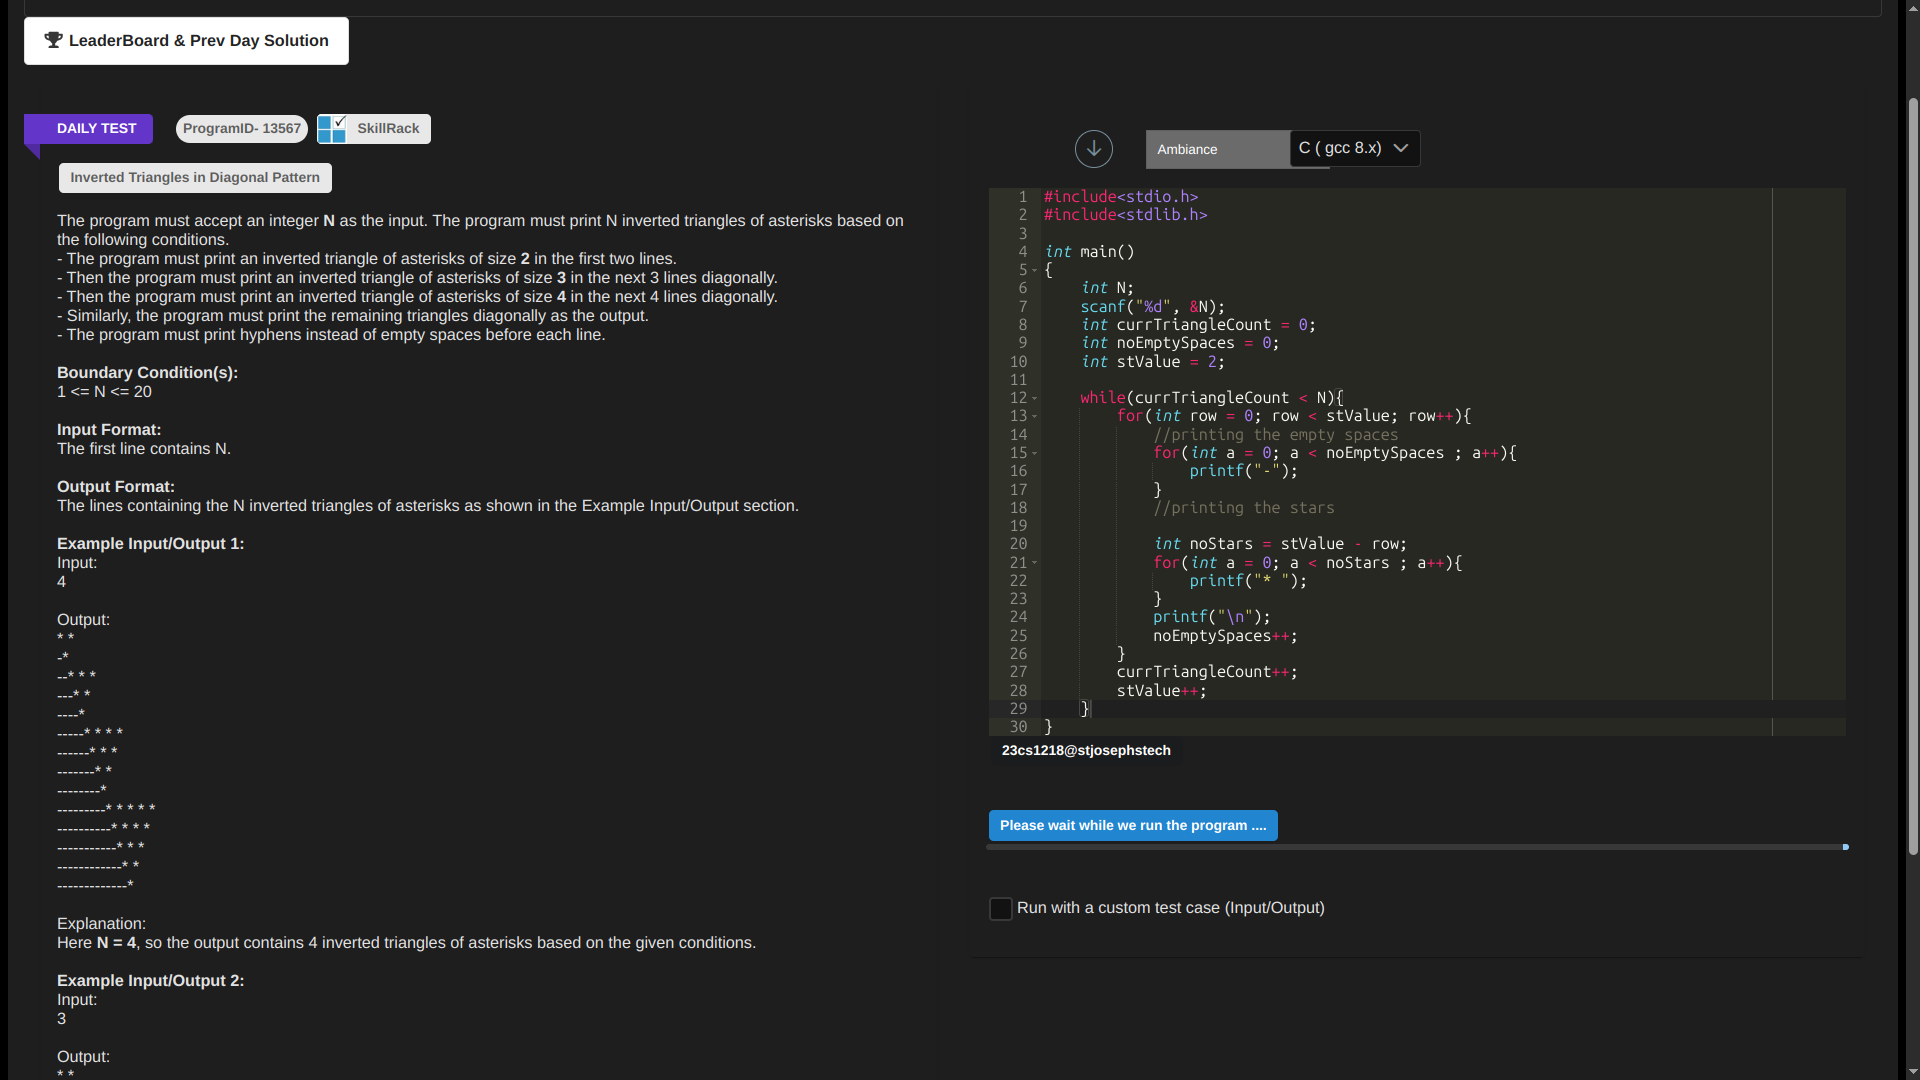 LeaderBoard & Prev Day Solution
DAILY TEST
ProgramID- 13567
SkillRack
Inverted Triangles in Diagonal Pattern
The program must accept an integer N as the input. The program must print N inverted triangles of asterisks based on
the following conditions.
- The program must print an inverted triangle of asterisks of size 2 in the first two lines.
- Then the program must print an inverted triangle of asterisks of size 3 in the next 3 lines diagonally.
- Then the program must print an inverted triangle of asterisks of size 4 in the next 4 lines diagonally.
- Similarly, the program must print the remaining triangles diagonally as the output.
- The program must print hyphens instead of empty spaces before each line.
Boundary Condition(s):
1 <= N <= 20
Input Format:
The first line contains N.
Output Format:
The lines containing the N inverted triangles of asterisks as shown in the Example Input/Output section.
Example Input/Output 1:
Input:
4
Output:
* *
-*
--* * *
---* *
----*
-----* * * *
------* * *
-------* *
--------*
---------* * * * *
----------* * * *
-----------* * *
------------* *
-------------*
Explanation:
Here N = 4, so the output contains 4 inverted triangles of asterisks based on the given conditions.
Example Input/Output 2:
Input:
3
Output:
* *
Ambiance
C ( gcc 8.x)
1 #include<stdio.h>
2 #include<stdlib.h>
3
4 int main()
5 {
6     int N;
7     scanf("%d", &N);
8     int currTriangleCount = 0;
9     int noEmptySpaces = 0;
10     int stValue = 2;
11
12     while(currTriangleCount < N){
13         for(int row = 0; row < stValue; row++){
14             //printing the empty spaces
15             for(int a = 0; a < noEmptySpaces ; a++){
16                 printf("-");
17             }
18             //printing the stars
19
20             int noStars = stValue - row;
21             for(int a = 0; a < noStars ; a++){
22                 printf("* ");
23             }
24             printf("\n");
25             noEmptySpaces++;
26         }
27         currTriangleCount++;
28         stValue++;
29     }
30 }
23cs1218@stjosephstech
Please wait while we run the program ....
Run with a custom test case (Input/Output)